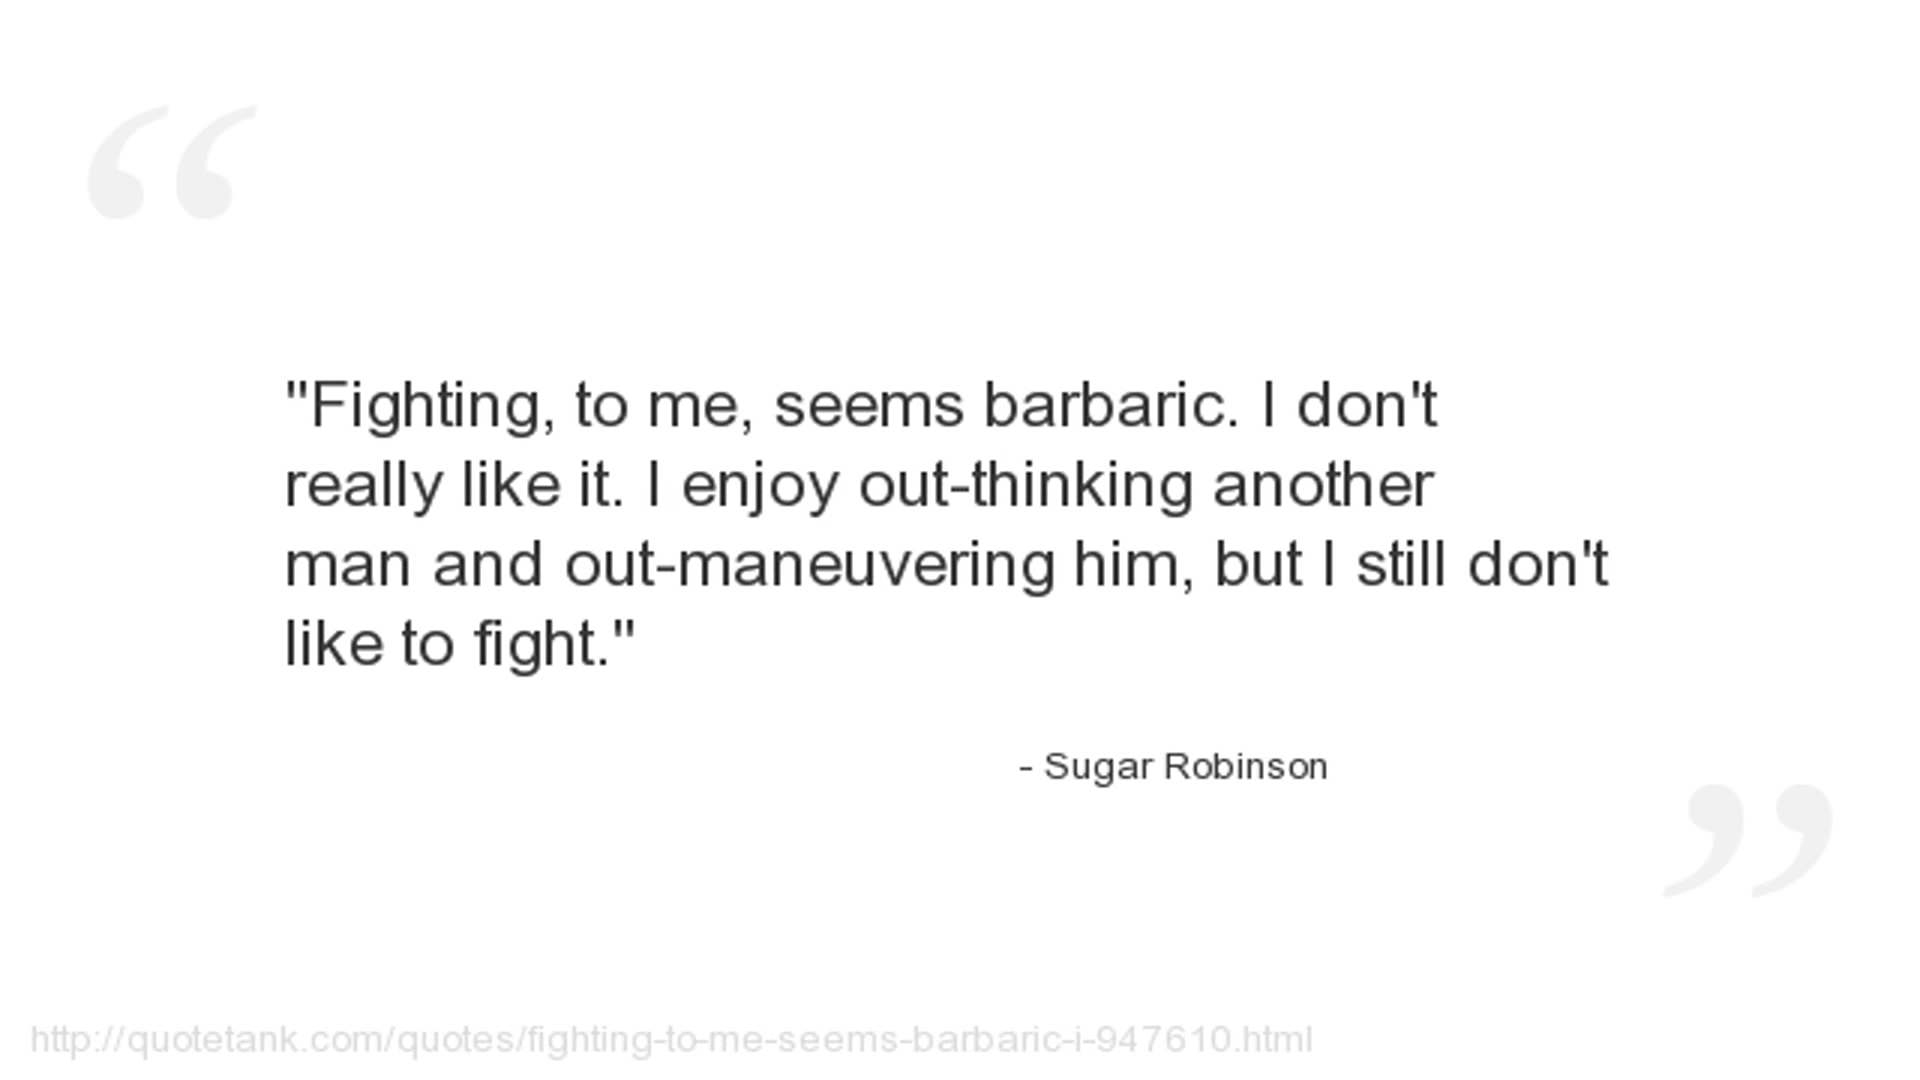 "Fighting, to me, seems barbaric. I don't
really like it. I enjoy out-thinking another
man and out-maneuvering him, but I still don't
like to fight."
- Sugar Robinson
http://quotetank.com/quotes/fighting-to-me-seems-barbaric-i-947610.html